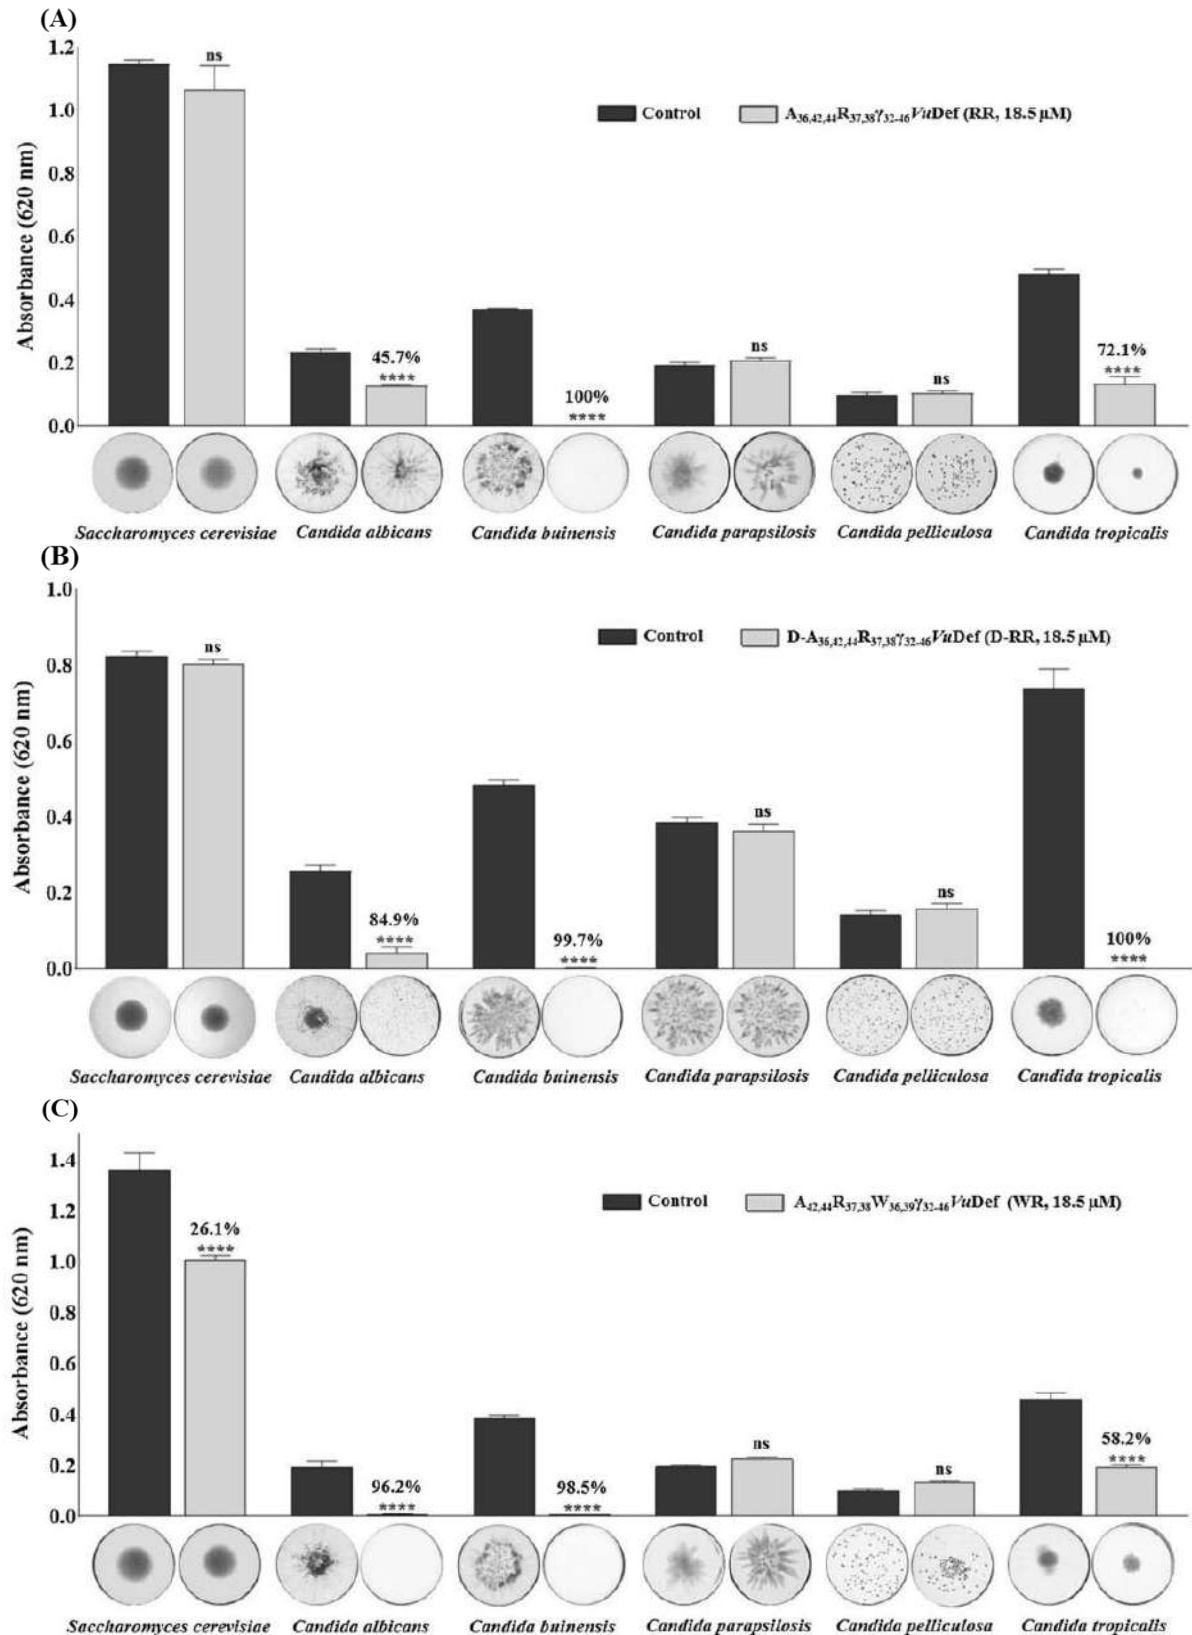 (A)
1.2
1.0
0.8
0.6
0.4
0.2
0.0
Absorbance (620 nm)
Control
A36,42,44R37,38γ32-46VuDef (RR, 18.5 µM)
ns
45.7%
****
100%
****
ns
ns
72.1%
****
Saccharomyces cerevisiae Candida albicans Candida buinensis Candida parapsilosis Candida pelliculosa Candida tropicalis
(B)
1.0
0.8
0.6
0.4
0.2
0.0
Absorbance (620 nm)
Control
D-A36,42,44R37,38γ32-46VuDef (D-RR, 18.5 µM)
ns
84.9%
****
99.7%
****
ns
ns
100%
****
Saccharomyces cerevisiae Candida albicans Candida buinensis Candida parapsilosis Candida pelliculosa Candida tropicalis
(C)
1.4
1.2
1.0
0.8
0.6
0.4
0.2
0.0
Absorbance (620 nm)
Control
A42,44R37,38W36,39γ32-46VuDef (WR, 18.5 µM)
26.1%
****
96.2%
****
98.5%
****
ns
ns
58.2%
****
Saccharomyces cerevisiae Candida albicans Candida buinensis Candida parapsilosis Candida pelliculosa Candida tropicalis